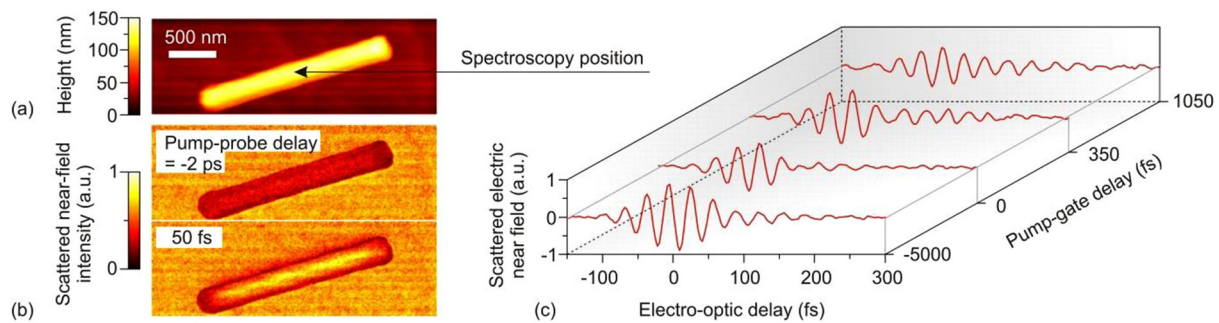 (a)
Height (nm)
150
100
50
0
500 nm
Spectroscopy position
(b)
Scattered near-field
intensity (a.u.)
1
0
Pump-probe delay
= -2 ps
50 fs
(c)
Scattered electric
near field (a.u.)
1
0
-1
-100
0
100
200
300
Electro-optic delay (fs)
-5000
0
350
1050
Pump-gate delay (fs)